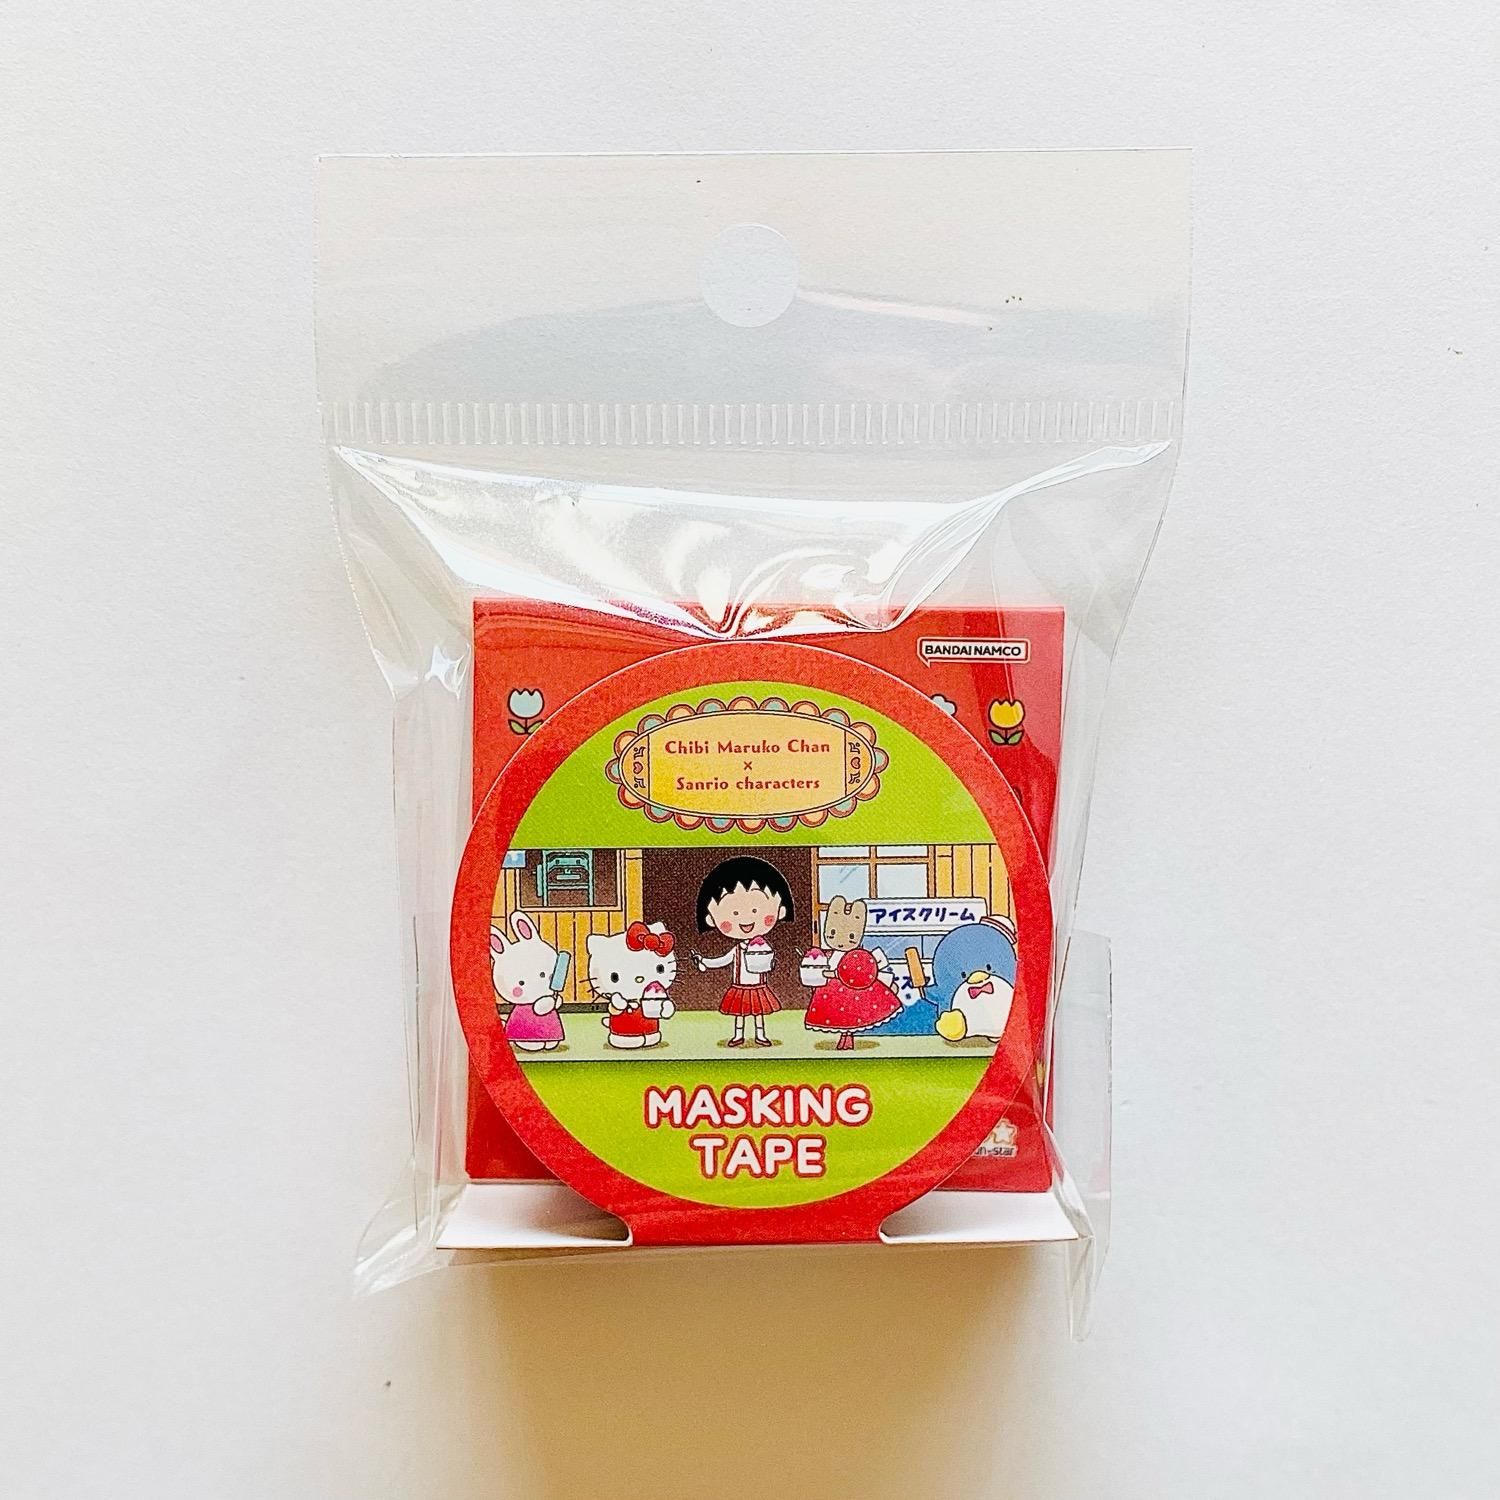 BANDAI NAMCO
Chibi Maruko Chan
×
Sanrio characters
アイスクリーム
MASKING
TAPE